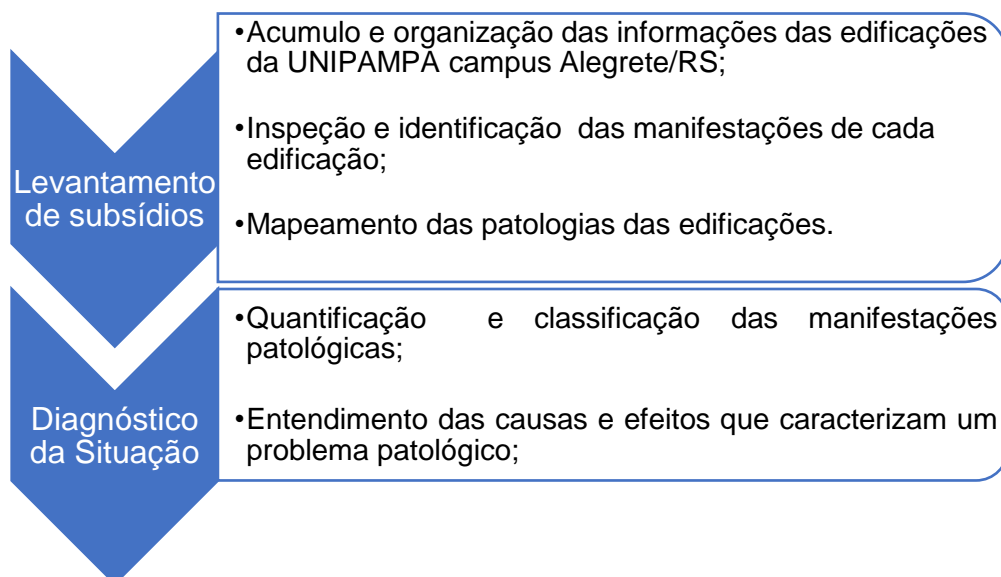 Levantamento
de subsídios
•Acumulo e organização das informações das edificações
da UNIPAMPA campus Alegrete/RS;
•Inspeção e identificação das manifestações de cada
edificação;
•Mapeamento das patologias das edificações.
Diagnóstico
da Situação
•Quantificação e classificação das manifestações
patológicas;
•Entendimento das causas e efeitos que caracterizam um
problema patológico;